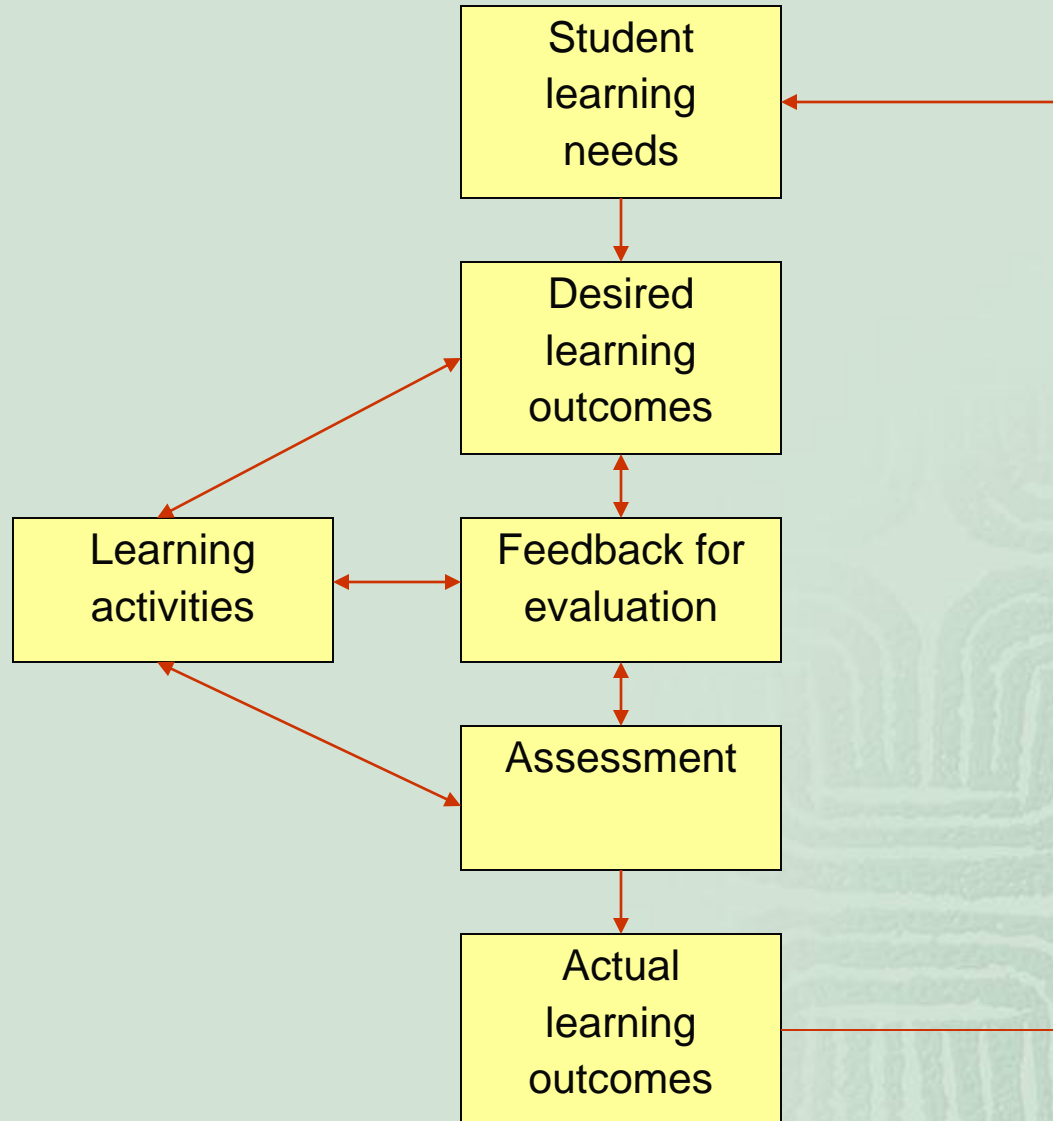 Student
learning
needs
Desired
learning
outcomes
Learning
activities
Feedback for
evaluation
Assessment
Actual
learning
outcomes